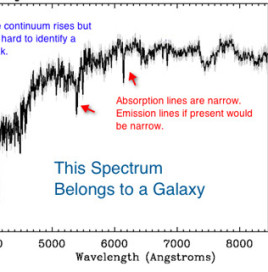 continuum rises but
hard to identify a
k.
Absorption lines are narrow.
Emission lines if present would
be narrow.
This Spectrum
Belongs to a Galaxy
0 5000 6000 7000 8000
Wavelength (Angstroms)